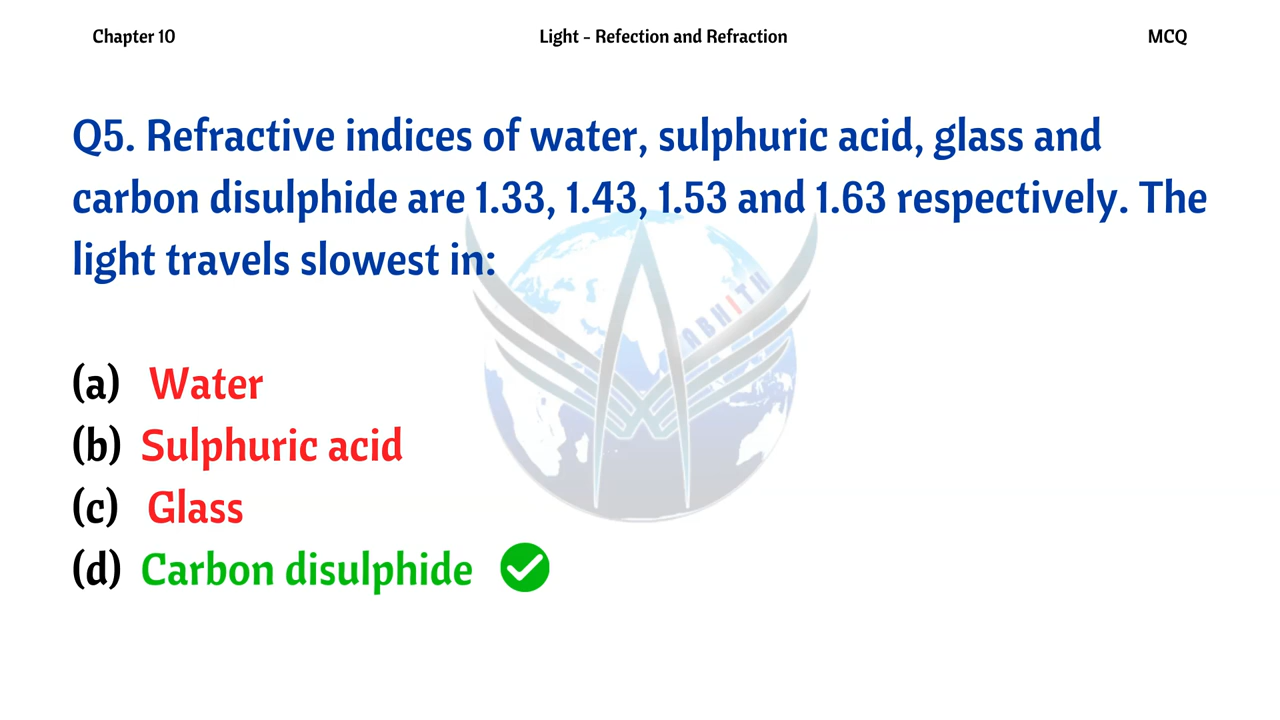 Chapter 10 Light - Refection and Refraction MCQ
Q5. Refractive indices of water, sulphuric acid, glass and
carbon disulphide are 1.33, 1.43, 1.53 and 1.63 respectively. The
light travels slowest in:
ABHITH
(a) Water
(b) Sulphuric acid
(c) Glass
(d) Carbon disulphide